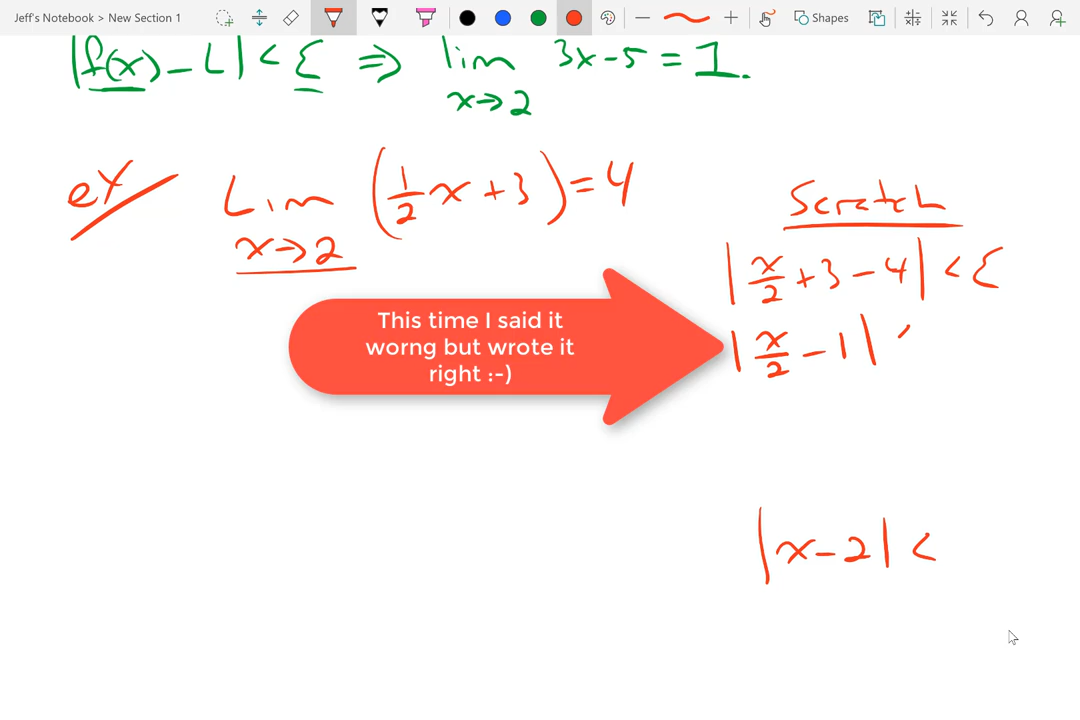 Jeff's Notebook > New Section 1
Shapes
|f(x) - L| < ε ⇒ lim 3x-5 = 1.
x→2
ex Lim (1/2 x + 3) = 4
x→2
Scratch
|x/2 + 3 - 4| < ε
This time I said it
worng but wrote it
right :-)
|x/2 - 1|
|x - 2| <